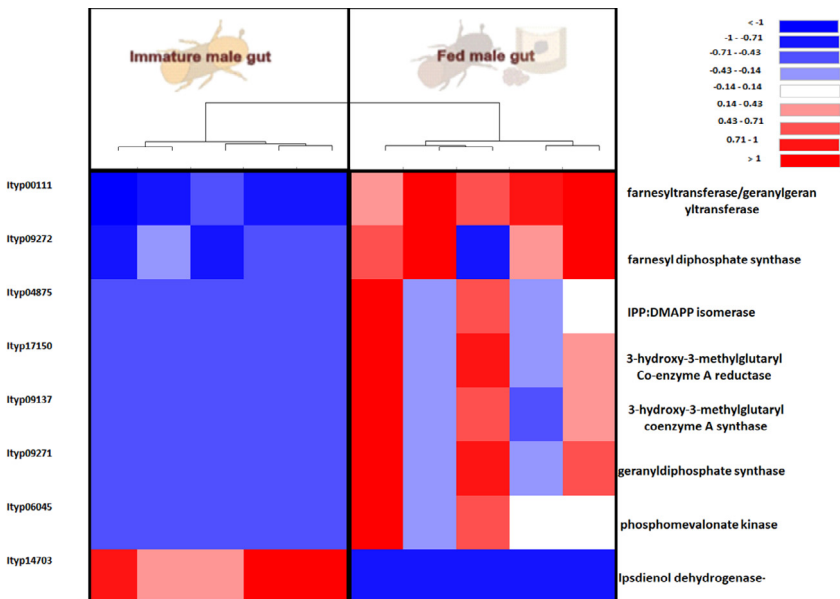 Immature male gut
Fed male gut
< -1
-1 - -0.71
-0.71 - -0.43
-0.43 - -0.14
-0.14 - 0.14
0.14 - 0.43
0.43 - 0.71
0.71 - 1
> 1
Ityp00111
farnesyltransferase/geranylgeran
yltransferase
Ityp09272
farnesyl diphosphate synthase
Ityp04875
IPP:DMAPP isomerase
Ityp17150
3-hydroxy-3-methylglutaryl
Co-enzyme A reductase
Ityp09137
3-hydroxy-3-methylglutaryl
coenzyme A synthase
Ityp09271
geranyldiphosphate synthase
Ityp06045
phosphomevalonate kinase
Ityp14703
Ipsdienol dehydrogenase-